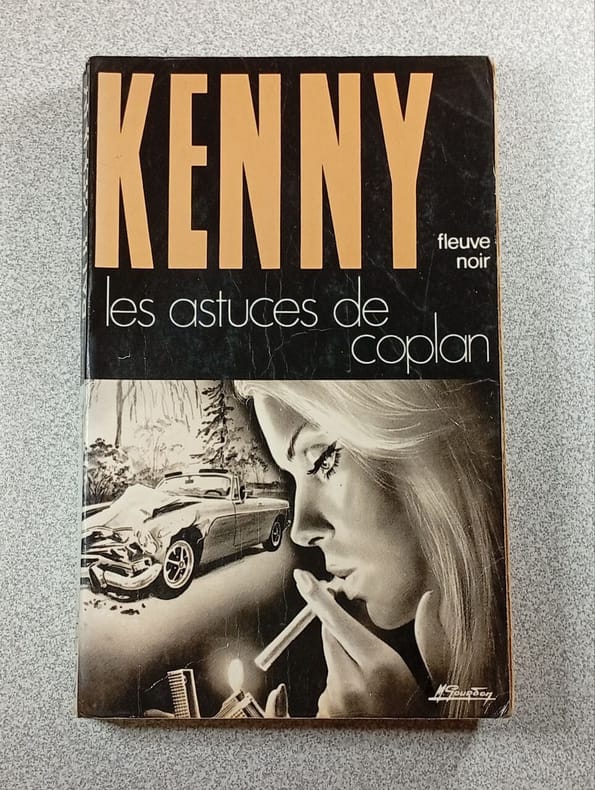 KENNY
fleuve
noir
les astuces de
coplan
M Gourdon